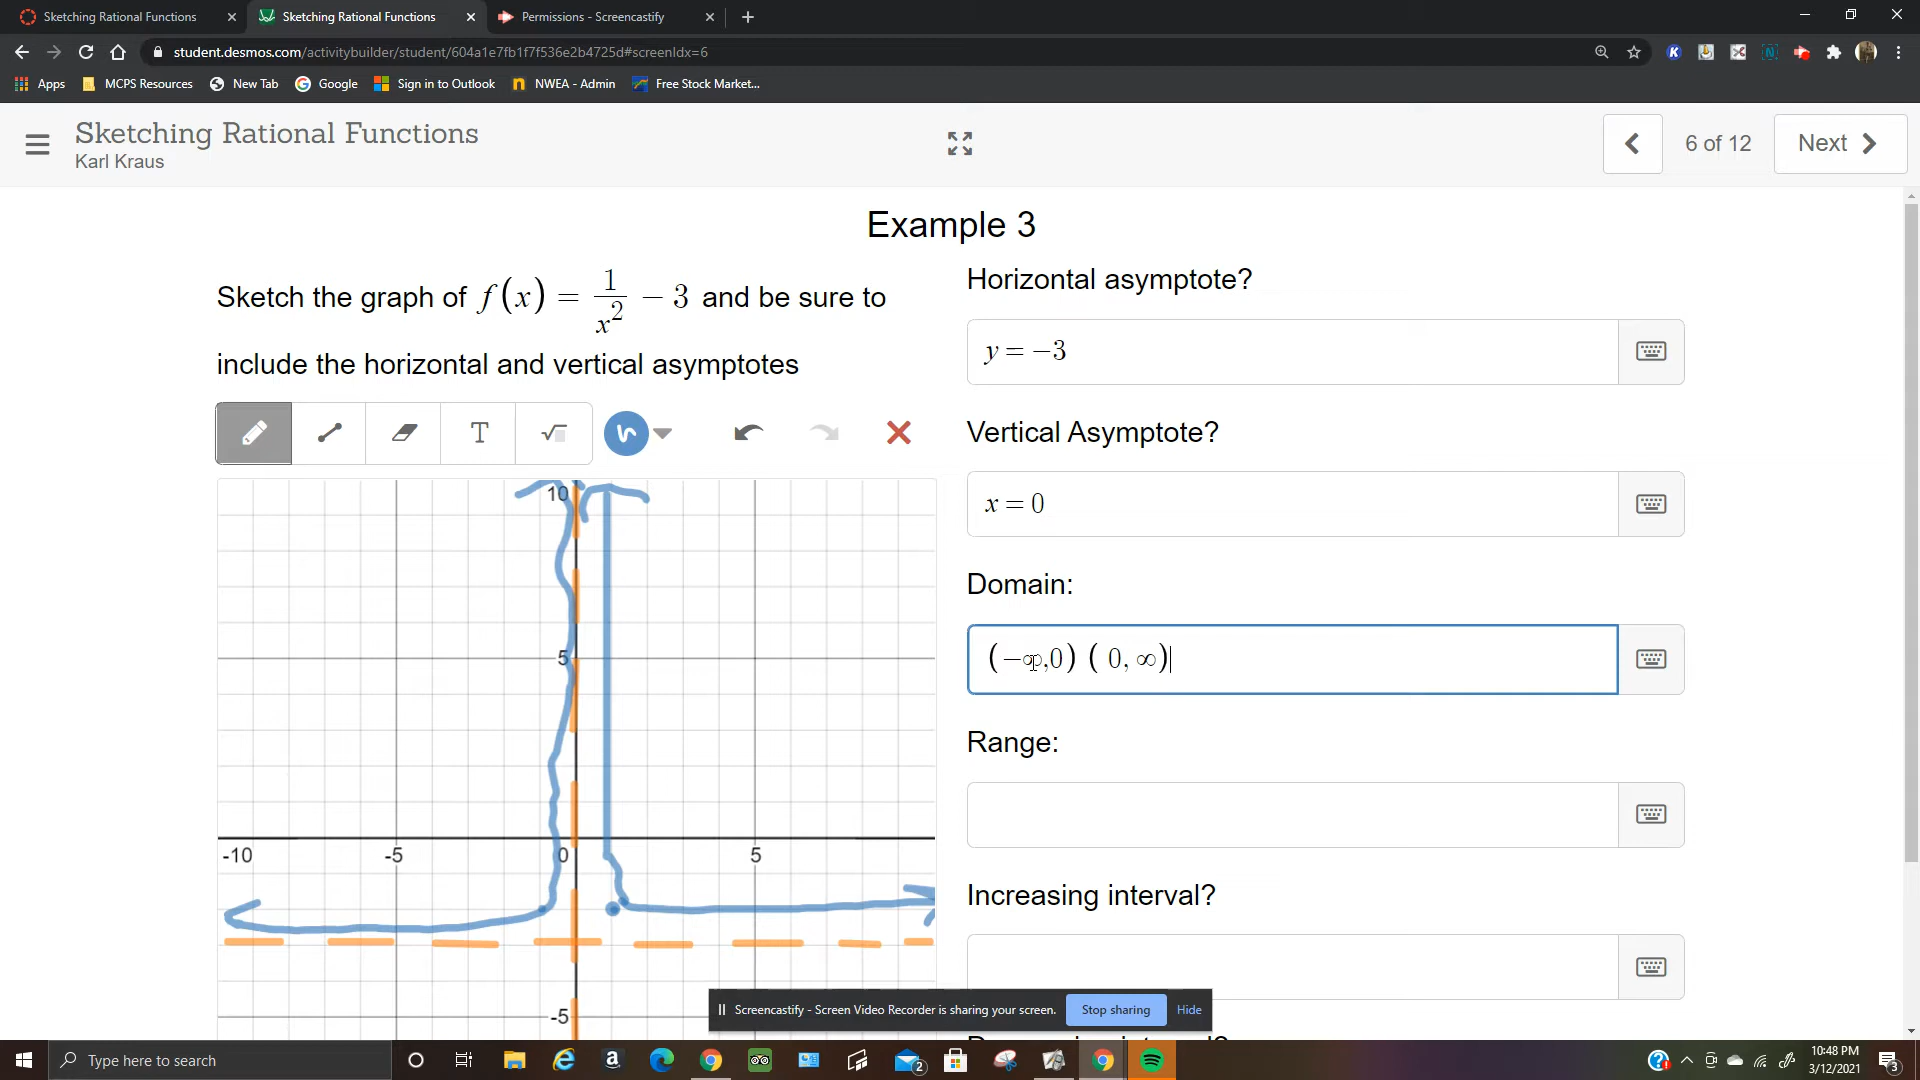 Sketching Rational Functions
Sketching Rational Functions
Permissions - Screencastify
student.desmos.com/activitybuilder/student/604a1e7fb1f7f536e2b4725d#screenIdx=6
Apps
MCPS Resources
New Tab
Google
Sign in to Outlook
NWEA - Admin
Free Stock Market...
Sketching Rational Functions
Karl Kraus
6 of 12
Next
Example 3
Sketch the graph of f(x) = 1/x² − 3 and be sure to
include the horizontal and vertical asymptotes
T
10
5
-10
-5
0
5
-5
Horizontal asymptote?
y = −3
Vertical Asymptote?
x = 0
Domain:
(−∞,0) ( 0, ∞)
Range:
Increasing interval?
Screencastify - Screen Video Recorder is sharing your screen.
Stop sharing
Hide
Type here to search
2
10:48 PM
3/12/2021
3